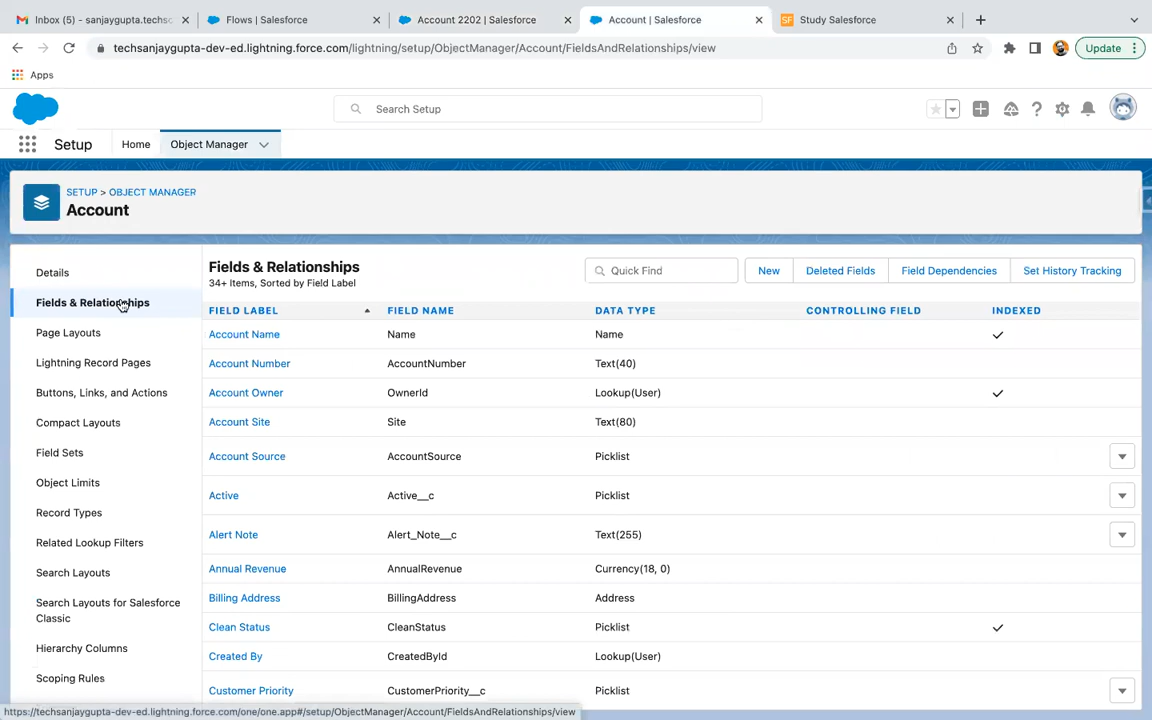 Inbox (5) - sanjaygupta.techsc
Flows | Salesforce
Account 2202 | Salesforce
Account | Salesforce
SF
Study Salesforce
techsanjaygupta-dev-ed.lightning.force.com/lightning/setup/ObjectManager/Account/FieldsAndRelationships/view
Update
Apps
Search Setup
Setup
Home
Object Manager
SETUP > OBJECT MANAGER
Account
Details
Fields & Relationships
Page Layouts
Lightning Record Pages
Buttons, Links, and Actions
Compact Layouts
Field Sets
Object Limits
Record Types
Related Lookup Filters
Search Layouts
Search Layouts for Salesforce
Classic
Hierarchy Columns
Scoping Rules
Fields & Relationships
34+ Items, Sorted by Field Label
Quick Find
New
Deleted Fields
Field Dependencies
Set History Tracking
FIELD LABEL FIELD NAME DATA TYPE CONTROLLING FIELD INDEXED
Account Name Name Name
Account Number AccountNumber Text(40)
Account Owner OwnerId Lookup(User)
Account Site Site Text(80)
Account Source AccountSource Picklist
Active Active__c Picklist
Alert Note Alert_Note__c Text(255)
Annual Revenue AnnualRevenue Currency(18, 0)
Billing Address BillingAddress Address
Clean Status CleanStatus Picklist
Created By CreatedById Lookup(User)
Customer Priority CustomerPriority__c Picklist
https://techsanjaygupta-dev-ed.lightning.force.com/one/one.app#/setup/ObjectManager/Account/FieldsAndRelationships/view